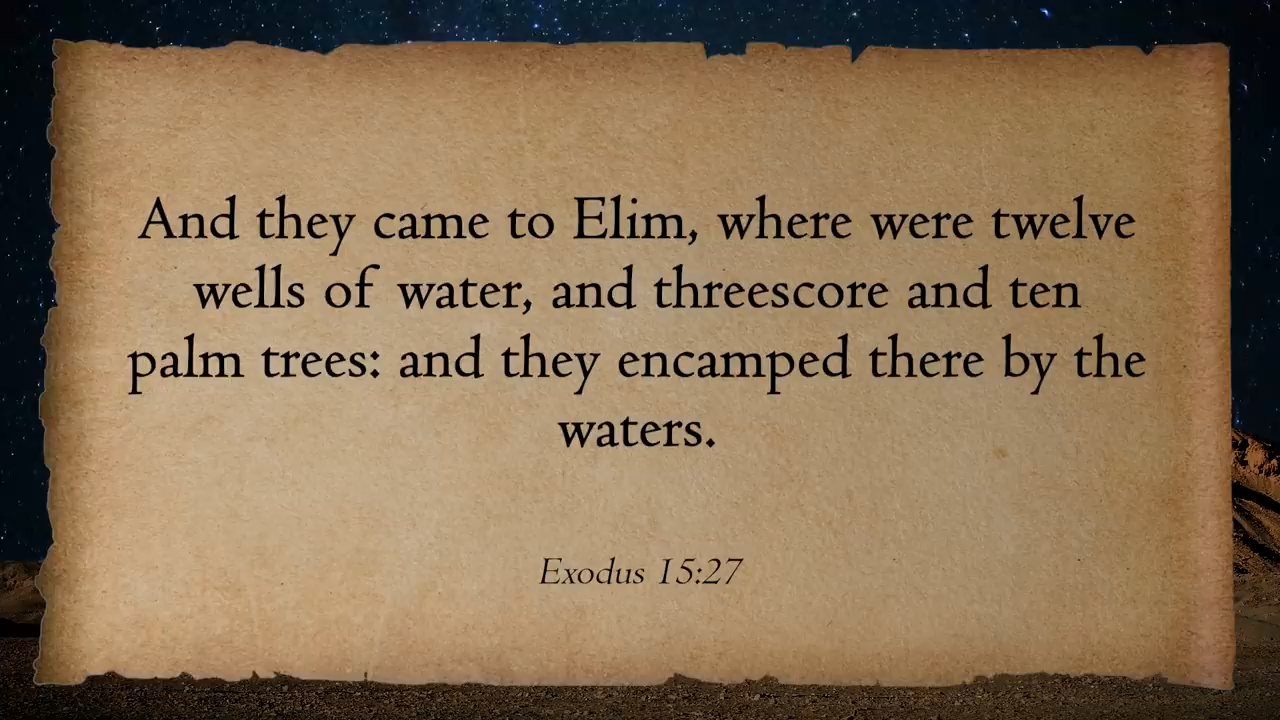 And they came to Elim, where were twelve
wells of water, and threescore and ten
palm trees: and they encamped there by the
waters.
Exodus 15:27